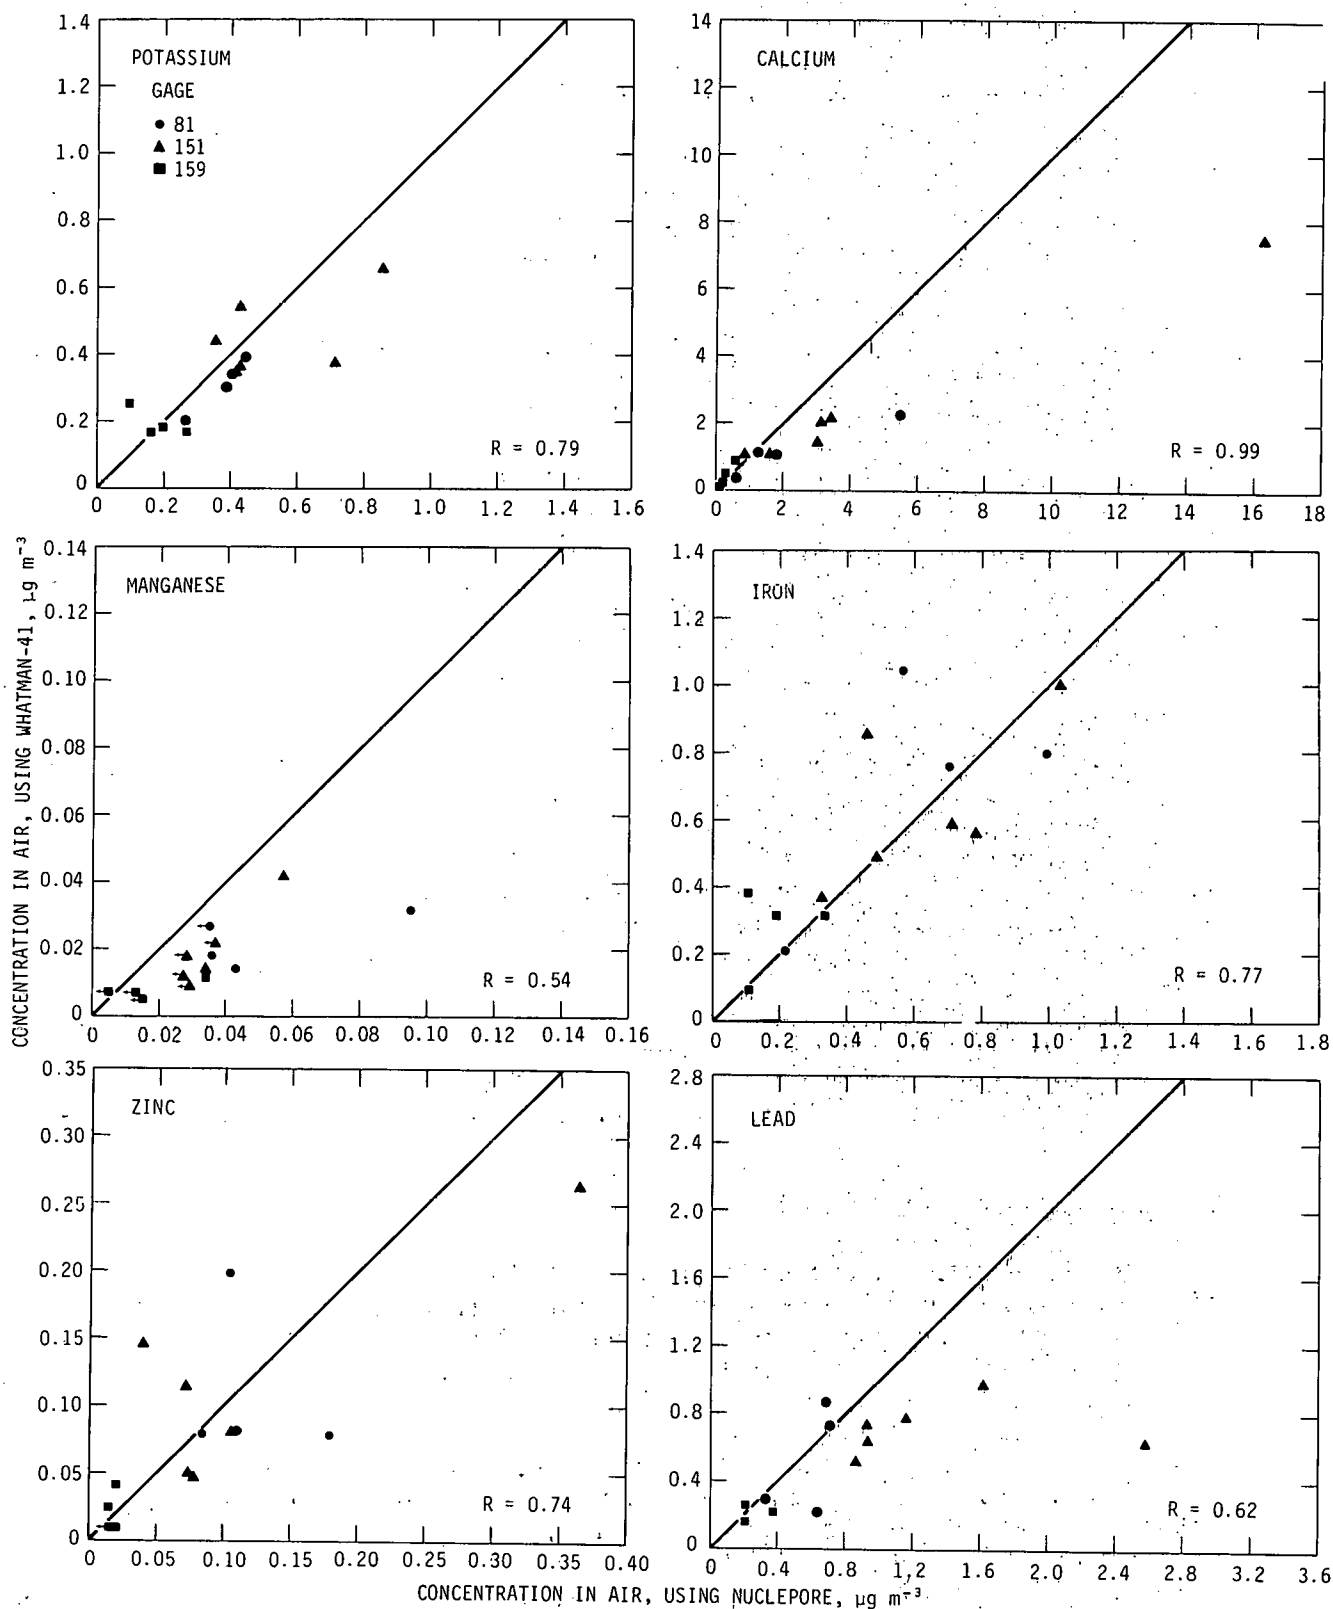 POTASSIUM
GAGE
● 81
▲ 151
■ 159
1.4
1.2
1.0
0.8
0.6
0.4
0.2
0
R = 0.79
0 0.2 0.4 0.6 0.8 1.0 1.2 1.4 1.6
CALCIUM
14
12
10
8
6
4
2
0
R = 0.99
0 2 4 6 8 10 12 14 16 18
CONCENTRATION IN AIR, USING WHATMAN-41, µg m⁻³
MANGANESE
0.14
0.12
0.10
0.08
0.06
0.04
0.02
0
R = 0.54
0 0.02 0.04 0.06 0.08 0.10 0.12 0.14 0.16
IRON
1.4
1.2
1.0
0.8
0.6
0.4
0.2
0
R = 0.77
0 0.2 0.4 0.6 0.8 1.0 1.2 1.4 1.6 1.8
ZINC
0.35
0.30
0.25
0.20
0.15
0.10
0.05
0
R = 0.74
0 0.05 0.10 0.15 0.20 0.25 0.30 0.35 0.40
LEAD
2.8
2.4
2.0
1.6
1.2
0.8
0.4
0
R = 0.62
0 0.4 0.8 1.2 1.6 2.0 2.4 2.8 3.2 3.6
CONCENTRATION IN AIR, USING NUCLEPORE, µg m⁻³